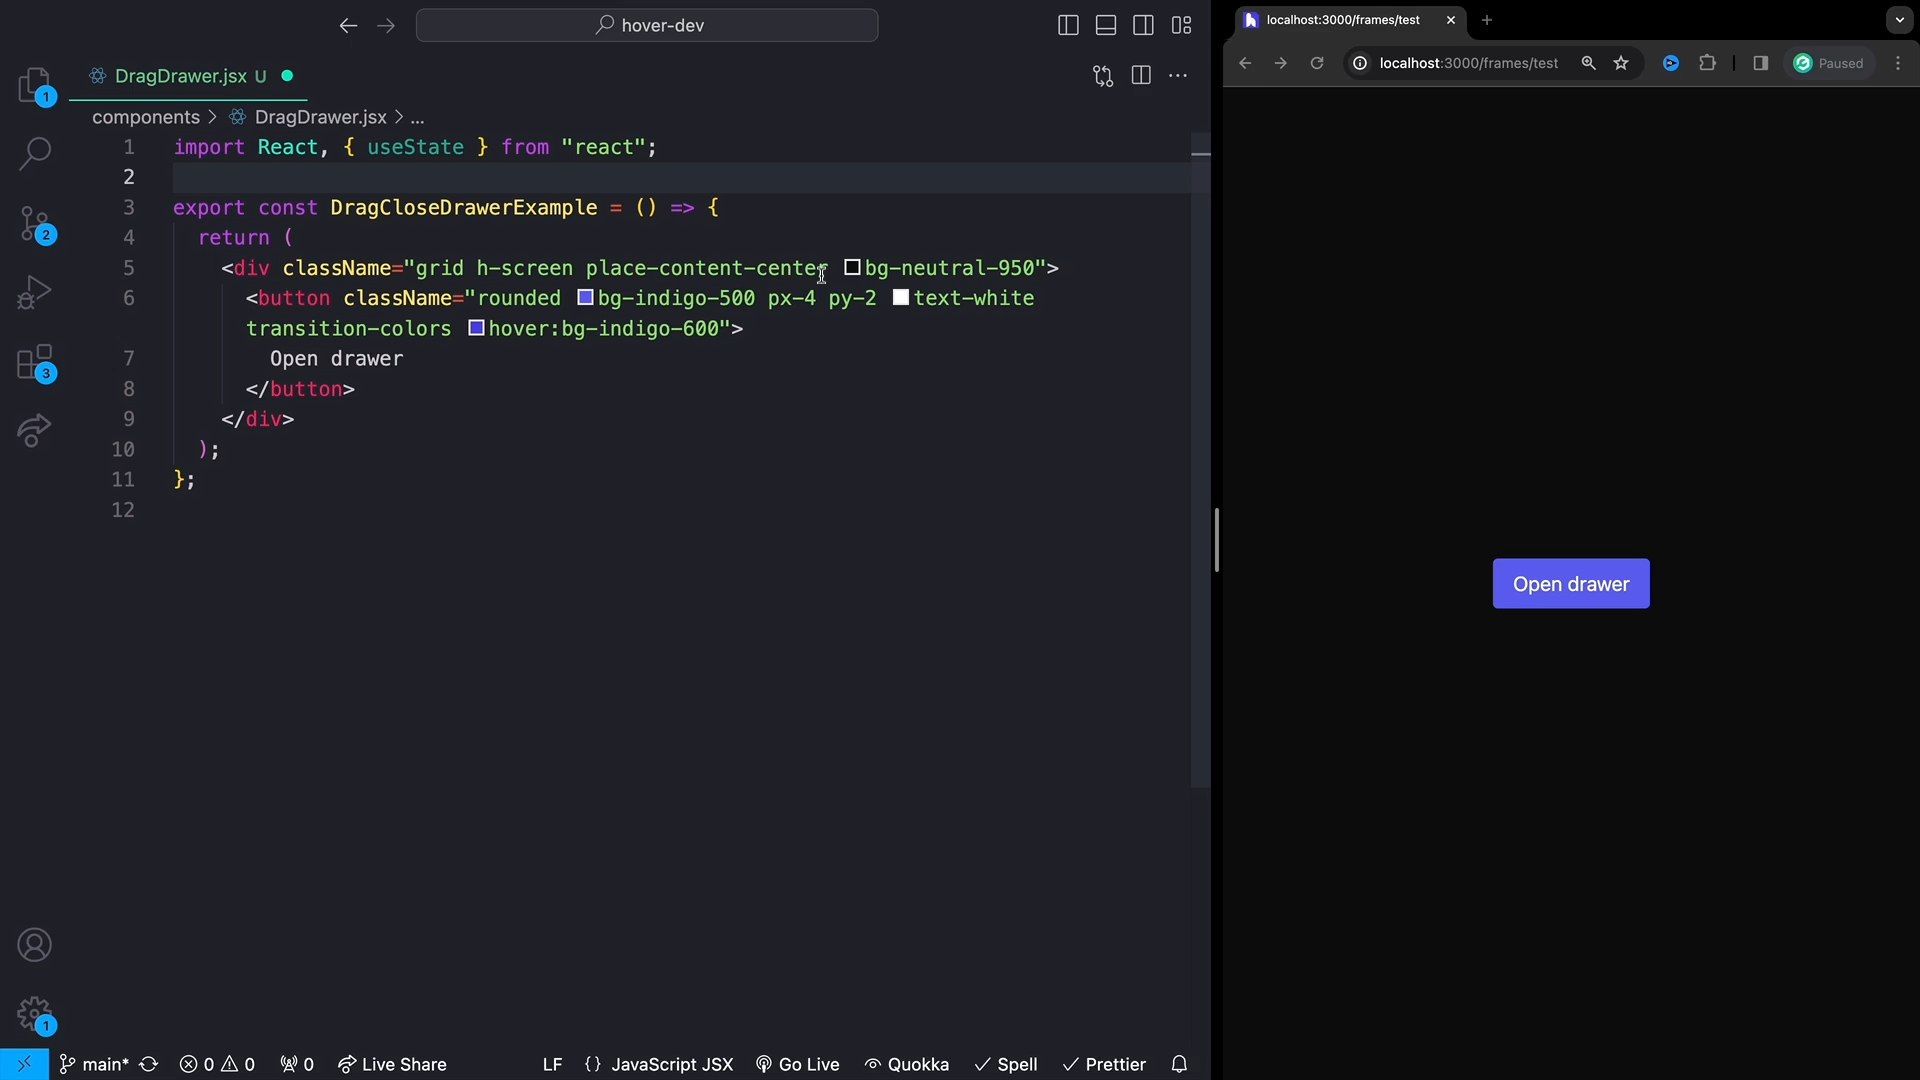 hover-dev
DragDrawer.jsx U
components > DragDrawer.jsx > ...
1 import React, { useState } from "react";
2
3 export const DragCloseDrawerExample = () => {
4 return (
5 <div className="grid h-screen place-content-center bg-neutral-950">
6 <button className="rounded bg-indigo-500 px-4 py-2 text-white
transition-colors hover:bg-indigo-600">
7 Open drawer
8 </button>
9 </div>
10 );
11 };
12
1
2
3
1
main* 0 0 0 Live Share LF {} JavaScript JSX Go Live Quokka Spell Prettier
localhost:3000/frames/test
localhost:3000/frames/test Paused
Open drawer